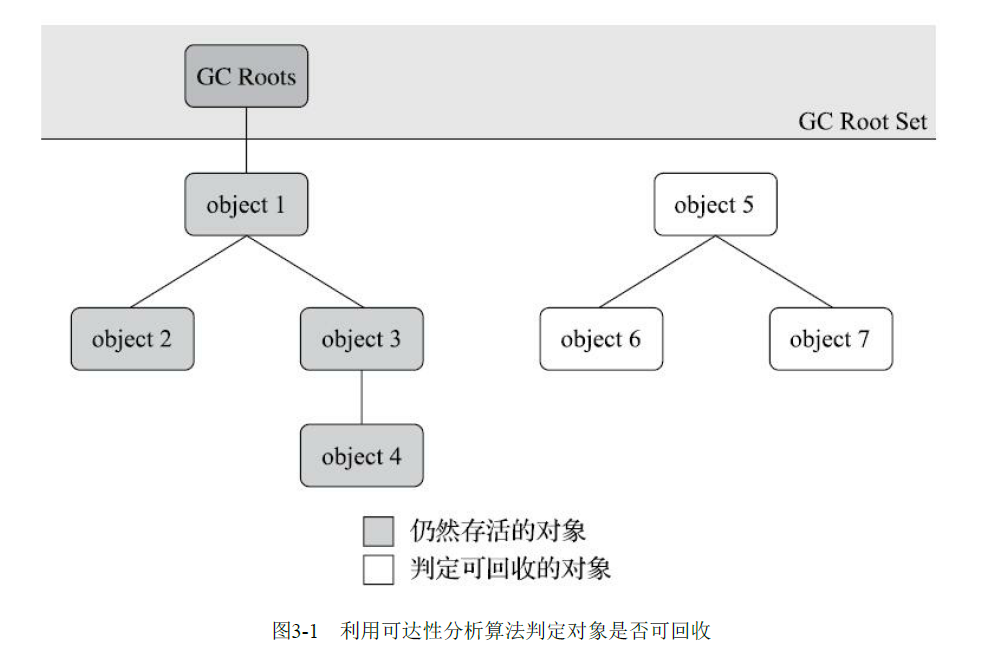 GC Roots
GC Root Set
object 1
object 5
object 2
object 3
object 6
object 7
object 4
仍然存活的对象
判定可回收的对象
图3-1 利用可达性分析算法判定对象是否可回收